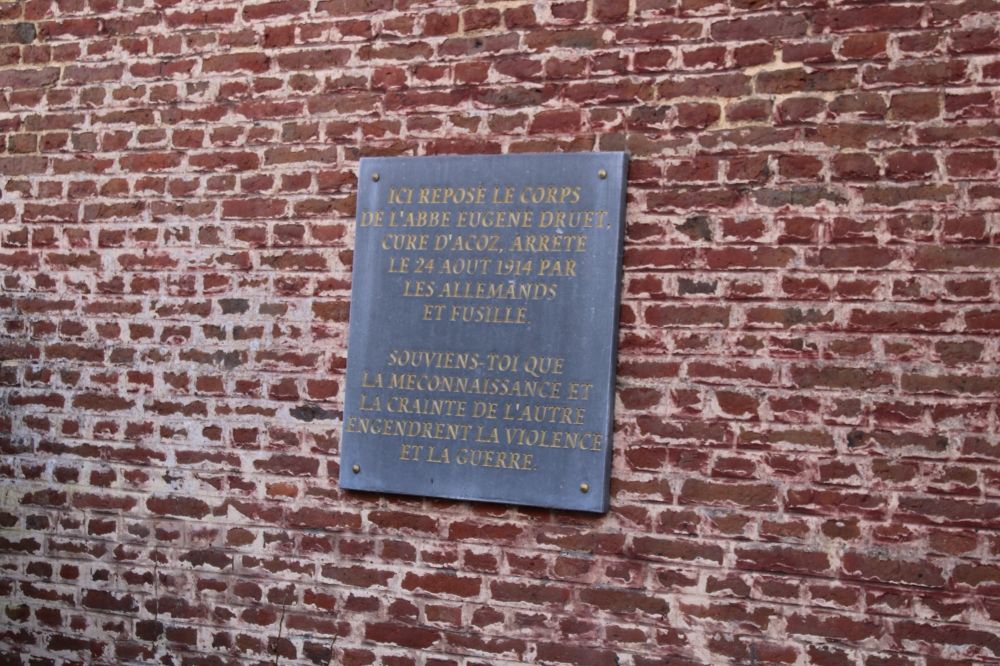 ICI REPOSE LE CORPS
DE L'ABBE EUGENE DRUET,
CURE D'ACOZ, ARRETE
LE 24 AOUT 1914 PAR
LES ALLEMANDS
ET FUSILLE.
SOUVIENS-TOI QUE
LA MECONNAISSANCE ET
LA CRAINTE DE L'AUTRE
ENGENDRENT LA VIOLENCE
ET LA GUERRE.